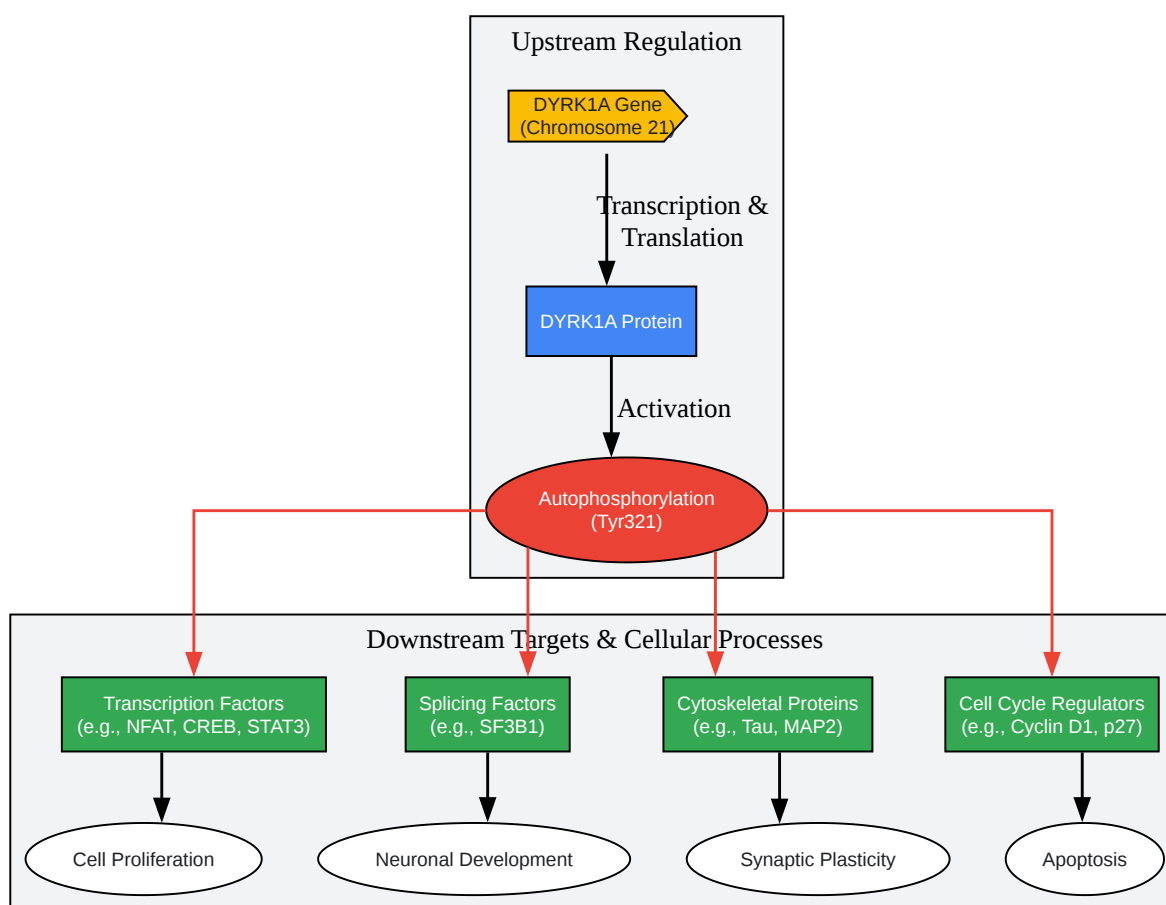 Upstream Regulation
DYRK1A Gene
(Chromosome 21)
Transcription &
Translation
DYRK1A Protein
Activation
Autophosphorylation
(Tyr321)
Downstream Targets & Cellular Processes
Transcription Factors
(e.g., NFAT, CREB, STAT3)
Splicing Factors
(e.g., SF3B1)
Cytoskeletal Proteins
(e.g., Tau, MAP2)
Cell Cycle Regulators
(e.g., Cyclin D1, p27)
Cell Proliferation
Neuronal Development
Synaptic Plasticity
Apoptosis